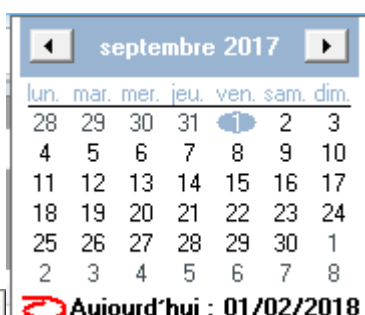 septembre 2017
lun. mar. mer. jeu. ven. sam. dim.
28 29 30 31 1 2 3
4 5 6 7 8 9 10
11 12 13 14 15 16 17
18 19 20 21 22 23 24
25 26 27 28 29 30 1
2 3 4 5 6 7 8
Aujourd'hui : 01/02/2018